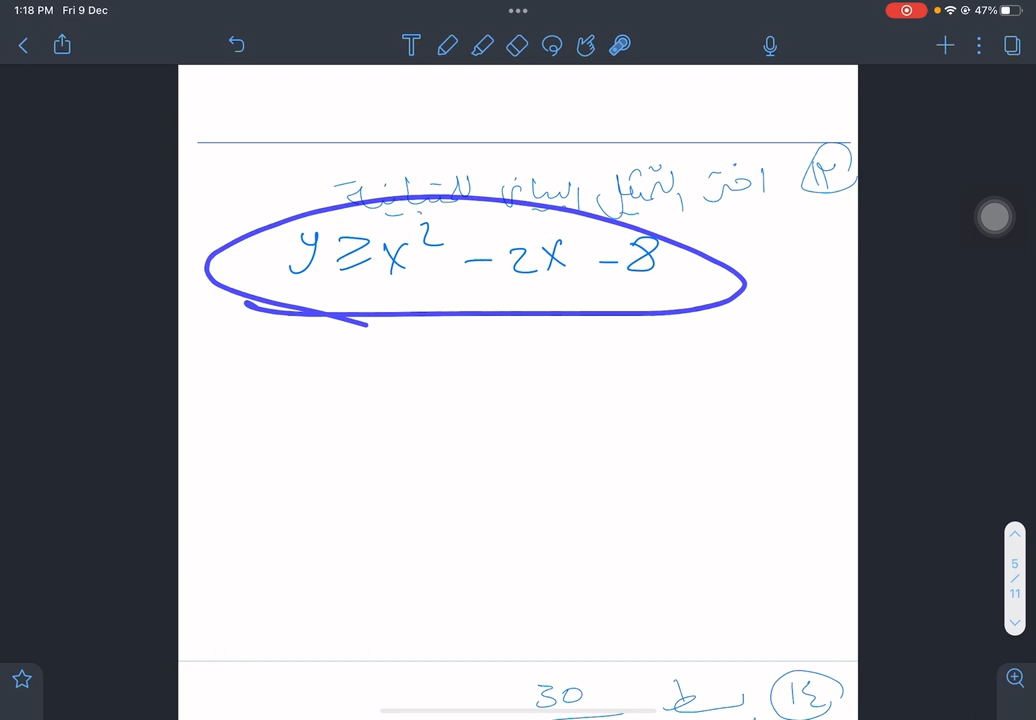 1:18 PM Fri 9 Dec
47%
١٣ اختر التمثيل البياني للمتباينة
y ≥ x² - 2x - 8
5
/
11
١٤
30